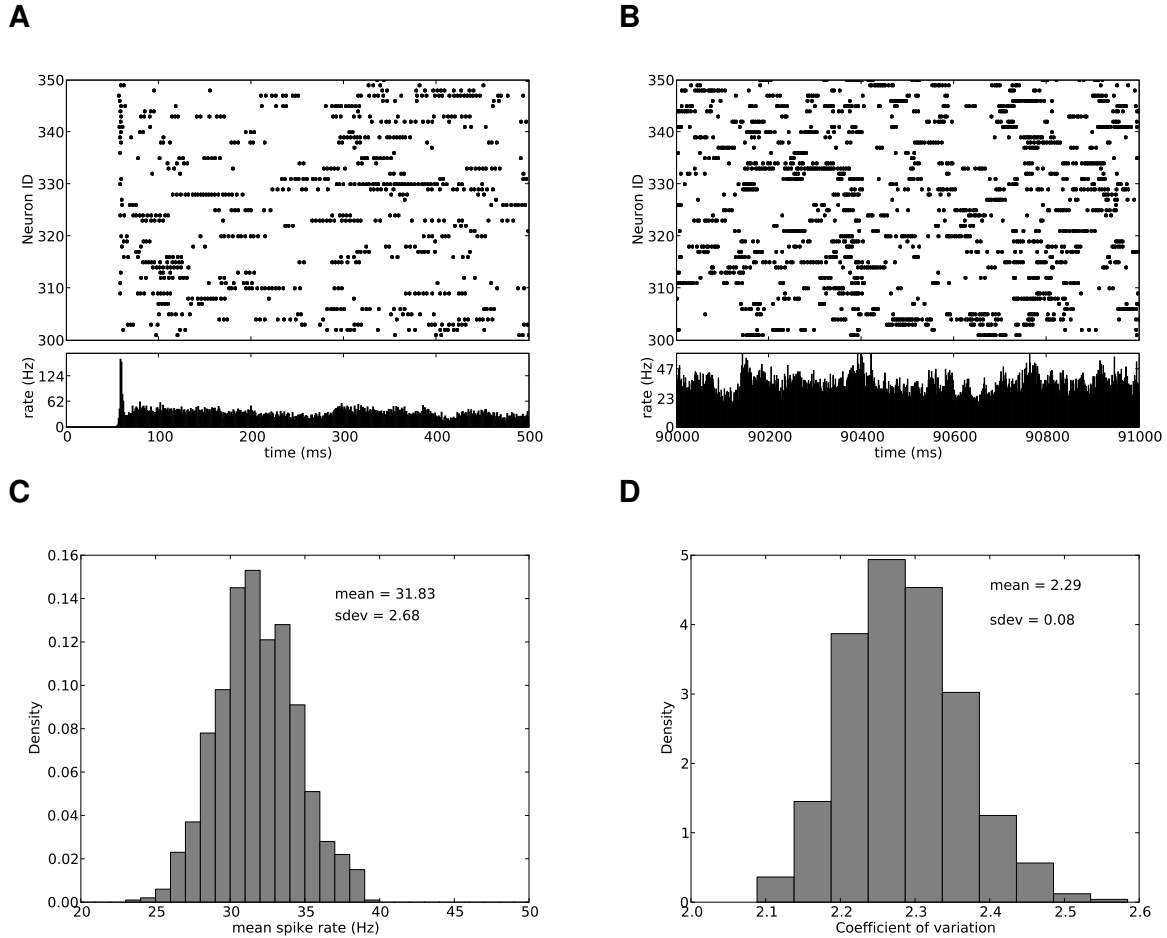 A
350
340
330
320
310
300
Neuron ID
124
62
0
rate (Hz)
0 100 200 300 400 500
time (ms)
B
350
340
330
320
310
300
Neuron ID
47
23
0
rate (Hz)
90000 90200 90400 90600 90800 91000
time (ms)
C
0.16
0.14
0.12
0.10
0.08
0.06
0.04
0.02
0.00
Density
mean = 31.83
sdev = 2.68
20 25 30 35 40 45 50
mean spike rate (Hz)
D
5
4
3
2
1
0
Density
mean = 2.29
sdev = 0.08
2.0 2.1 2.2 2.3 2.4 2.5 2.6
Coefficient of variation